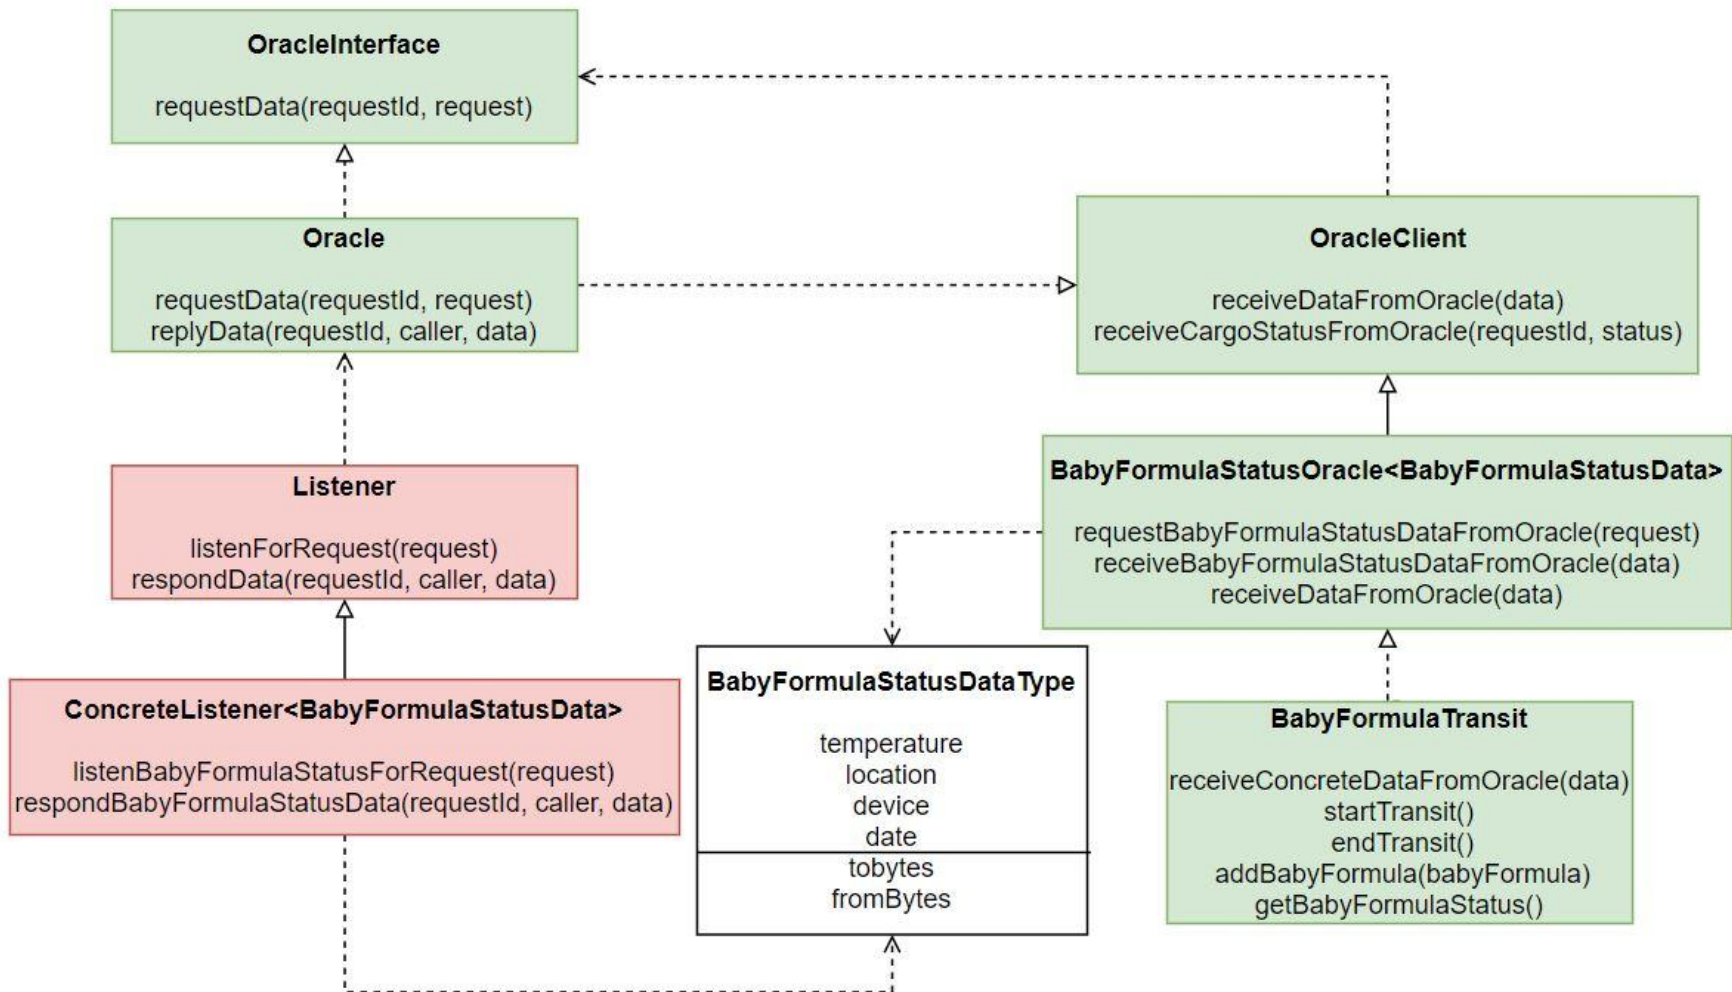 OracleInterface
requestData(requestId, request)
Oracle
requestData(requestId, request)
replyData(requestId, caller, data)
OracleClient
receiveDataFromOracle(data)
receiveCargoStatusFromOracle(requestId, status)
Listener
listenForRequest(request)
respondData(requestId, caller, data)
BabyFormulaStatusOracle<BabyFormulaStatusData>
requestBabyFormulaStatusDataFromOracle(request)
receiveBabyFormulaStatusDataFromOracle(data)
receiveDataFromOracle(data)
ConcreteListener<BabyFormulaStatusData>
listenBabyFormulaStatusForRequest(request)
respondBabyFormulaStatusData(requestId, caller, data)
BabyFormulaStatusDataType
temperature
location
device
date
tobytes
fromBytes
BabyFormulaTransit
receiveConcreteDataFromOracle(data)
startTransit()
endTransit()
addBabyFormula(babyFormula)
getBabyFormulaStatus()